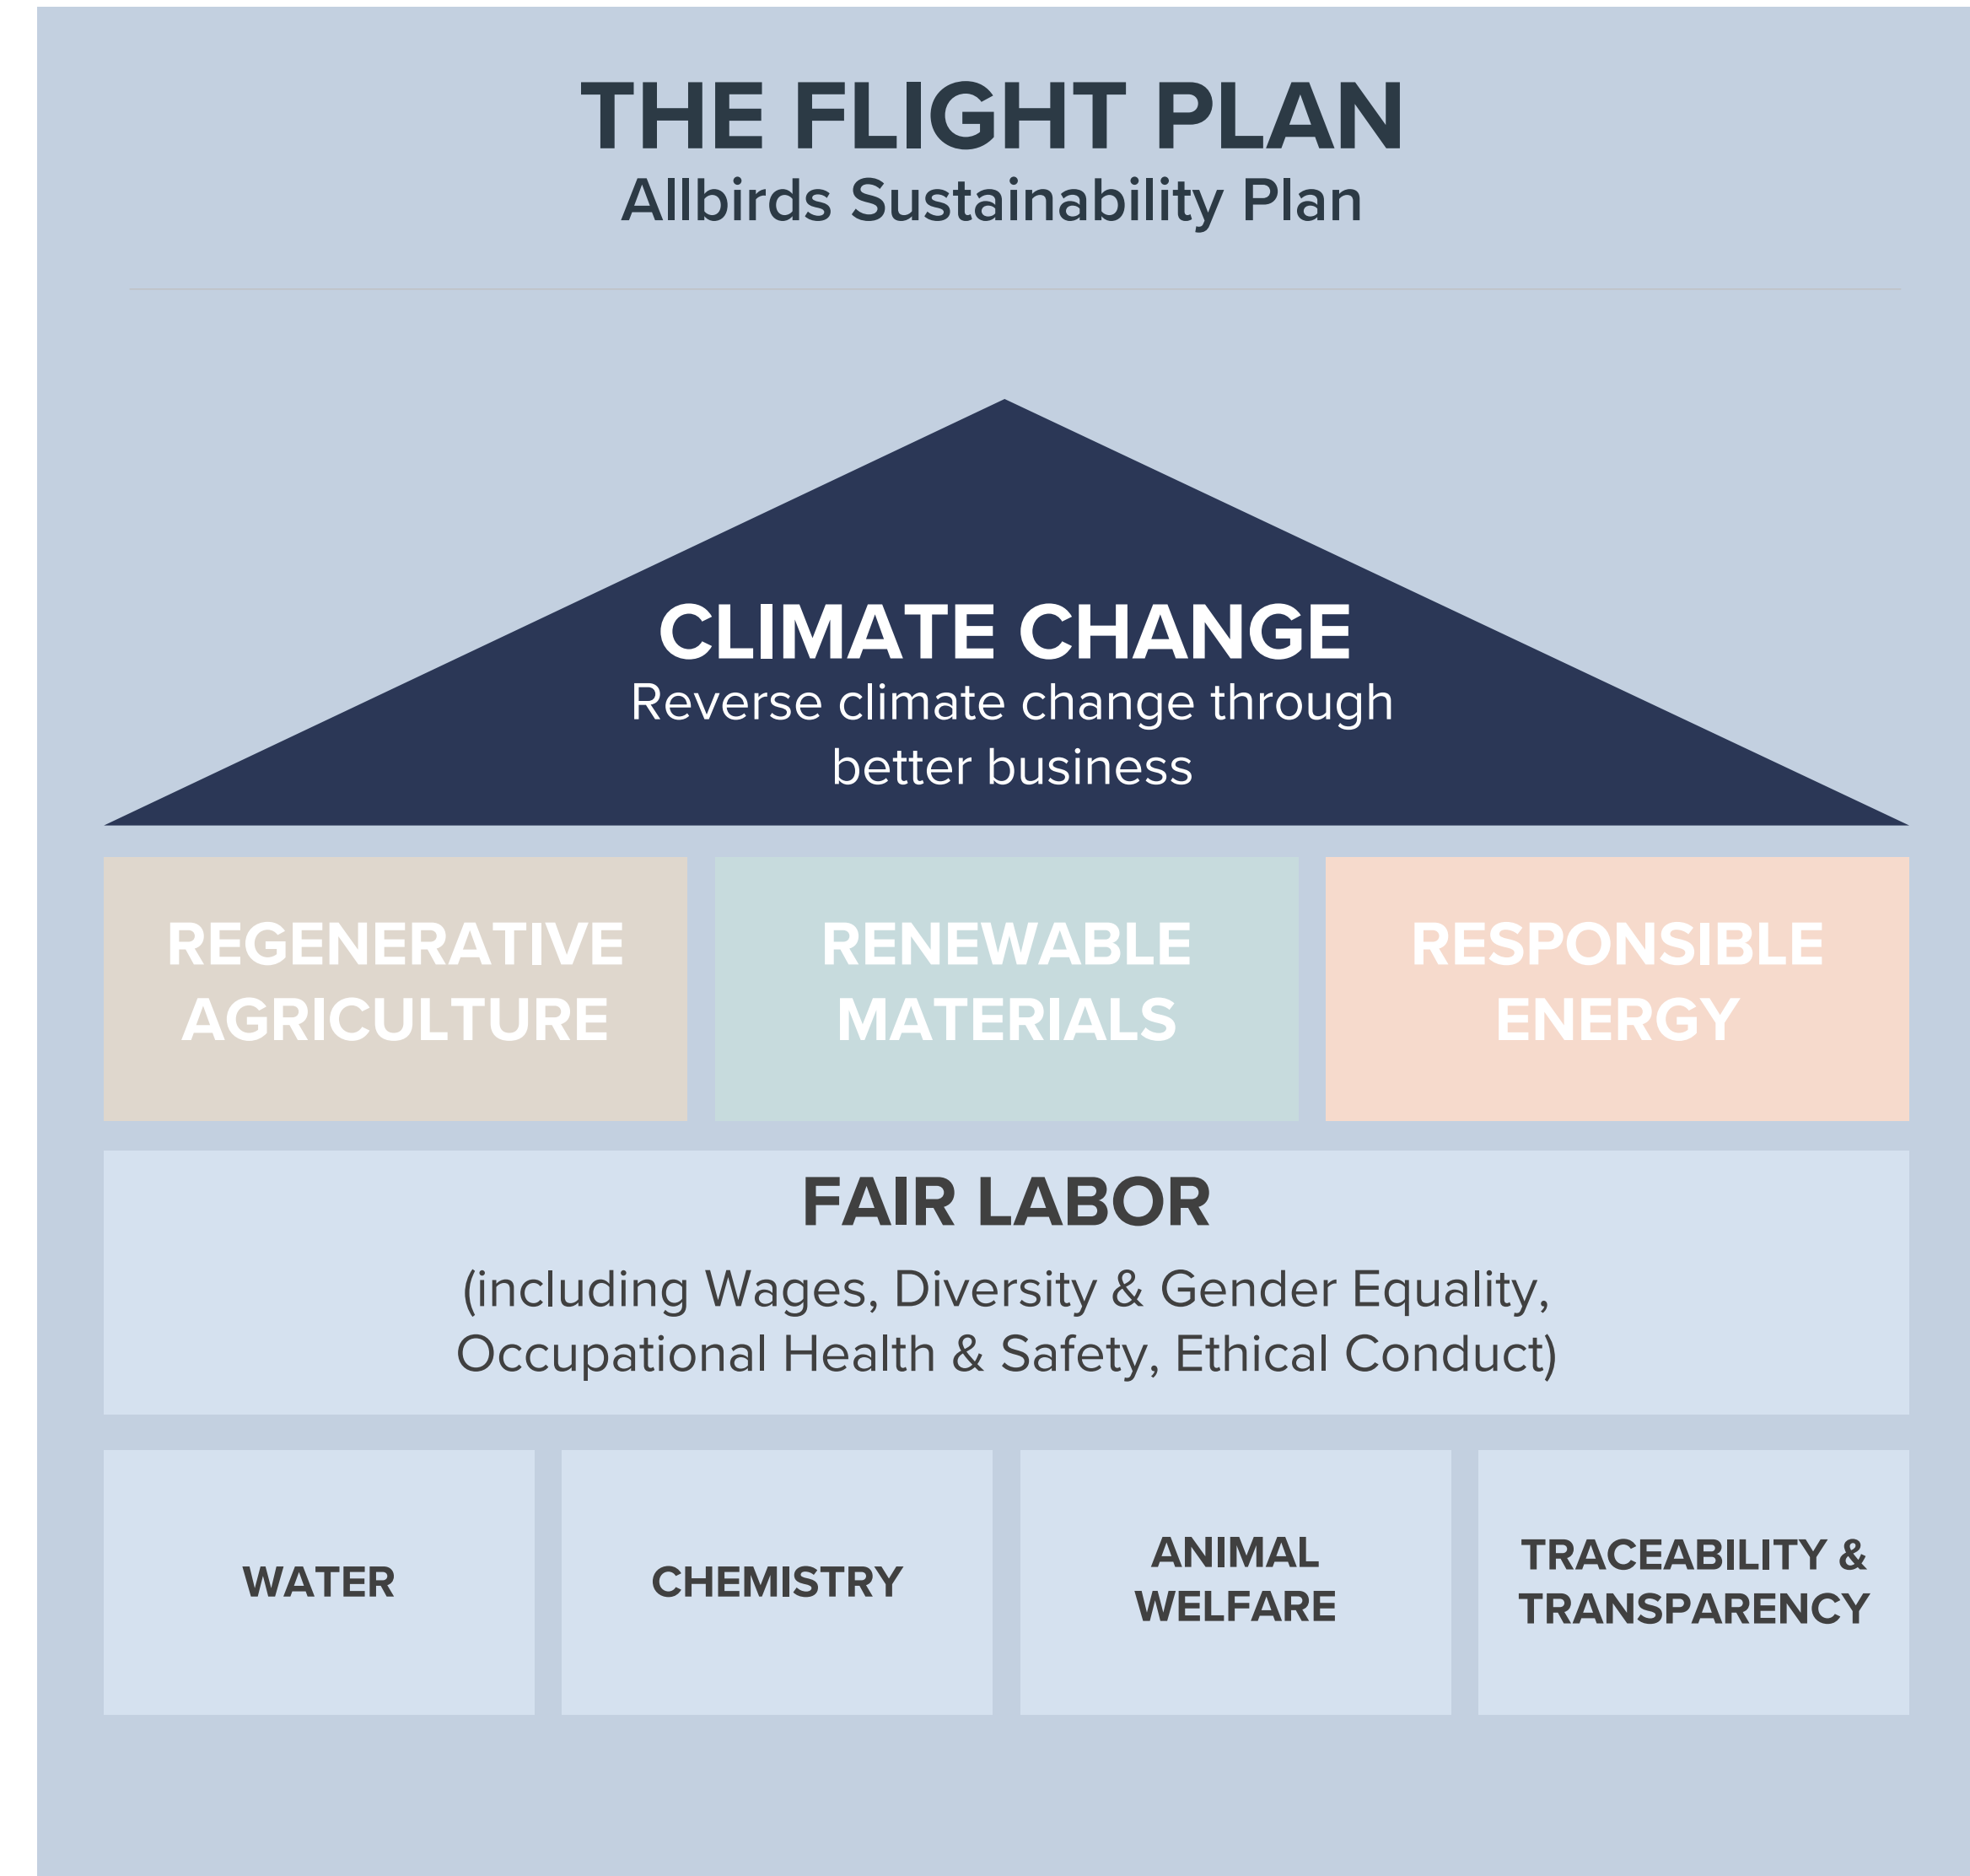 THE FLIGHT PLAN
Allbirds Sustainability Plan
CLIMATE CHANGE
Reverse climate change through
better business
REGENERATIVE
AGRICULTURE
RENEWABLE
MATERIALS
RESPONSIBLE
ENERGY
FAIR LABOR
(including Wages, Diversity & Gender Equality,
Occupational Health & Safety, Ethical Conduct)
WATER
CHEMISTRY
ANIMAL
WELFARE
TRACEABILITY &
TRANSPARENCY